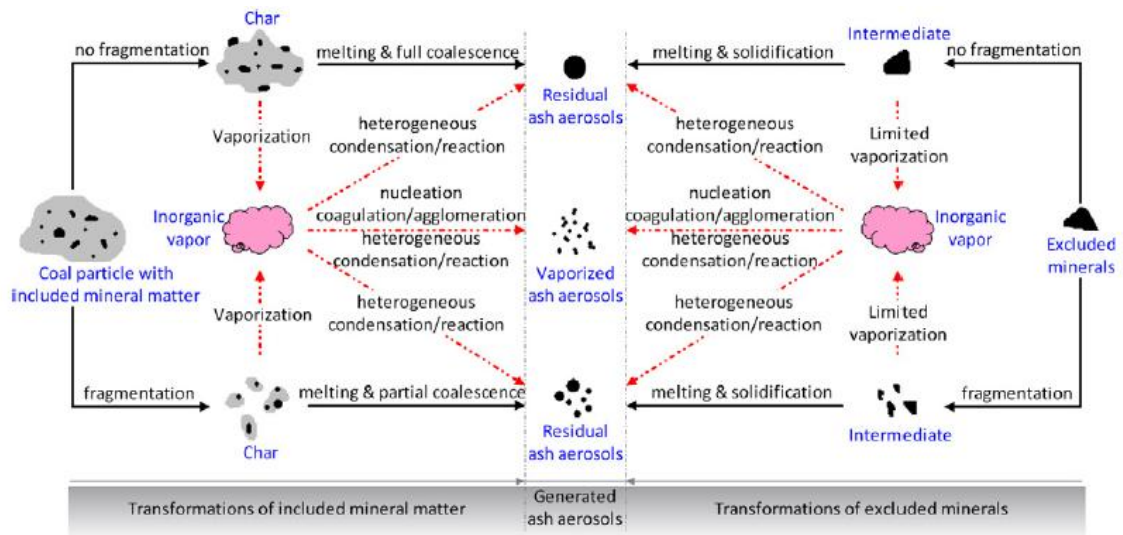 Char
Intermediate
no fragmentation
melting & full coalescence
melting & solidification
no fragmentation
Residual
ash aerosols
Vaporization
heterogeneous
condensation/reaction
heterogeneous
condensation/reaction
Limited
vaporization
Inorganic
vapor
nucleation
coagulation/agglomeration
heterogeneous
condensation/reaction
nucleation
coagulation/agglomeration
heterogeneous
condensation/reaction
Inorganic
vapor
Coal particle with
included mineral matter
Vaporized
ash aerosols
Excluded
minerals
Vaporization
heterogeneous
condensation/reaction
heterogeneous
condensation/reaction
Limited
vaporization
fragmentation
melting & partial coalescence
melting & solidification
fragmentation
Char
Residual
ash aerosols
Intermediate
Transformations of included mineral matter
Generated
ash aerosols
Transformations of excluded minerals